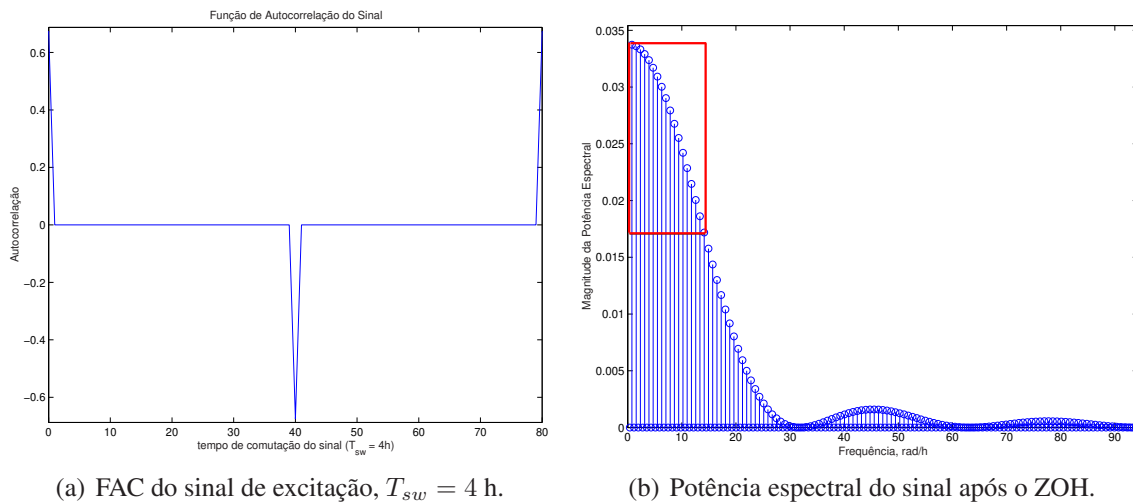 Função de Autocorrelação do Sinal
Autocorrelação
0.6
0.4
0.2
0
−0.2
−0.4
−0.6
0 10 20 30 40 50 60 70 80
tempo de comutação do sinal (T_sw = 4h)
(a) FAC do sinal de excitação, T_sw = 4 h.
Magnitude da Potência Espectral
0.035
0.03
0.025
0.02
0.015
0.01
0.005
0
0 10 20 30 40 50 60 70 80 90
Frequência, rad/h
(b) Potência espectral do sinal após o ZOH.